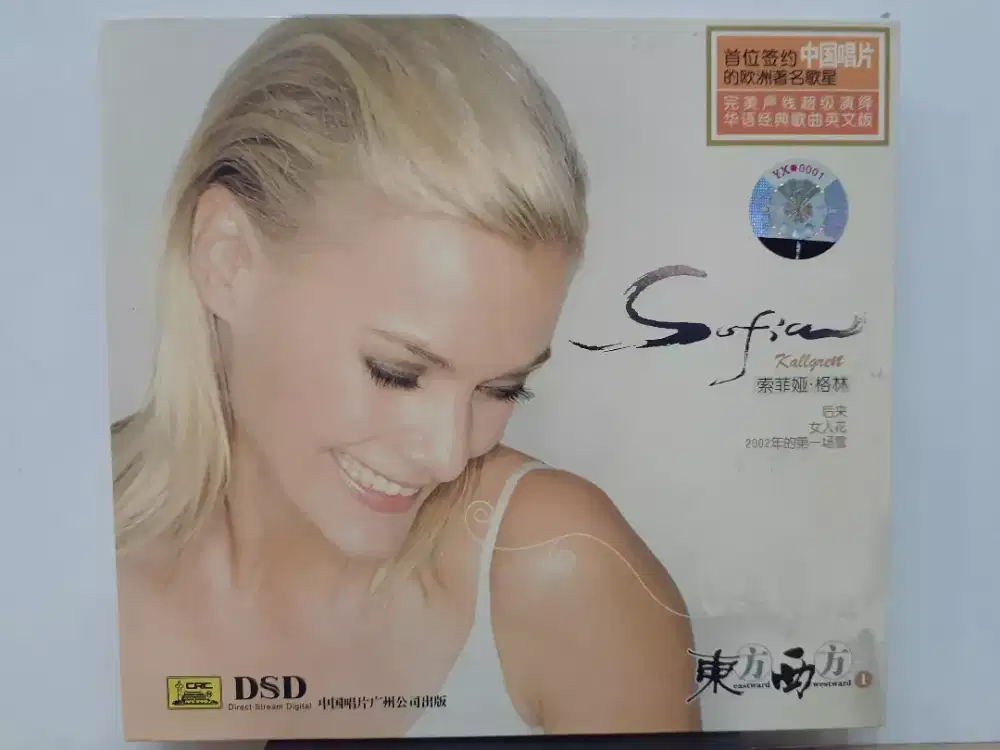 首位签约中国唱片
的欧洲著名歌星
完美声线超级演绎
华语经典歌曲英文版
YX 0001
Sofia
Kallgren
索菲娅·格林
后来
女人花
2002年的第一场雪
東方西方
eastward westward 1
CRC
DSD
Direct Stream Digital
中国唱片广州公司出版